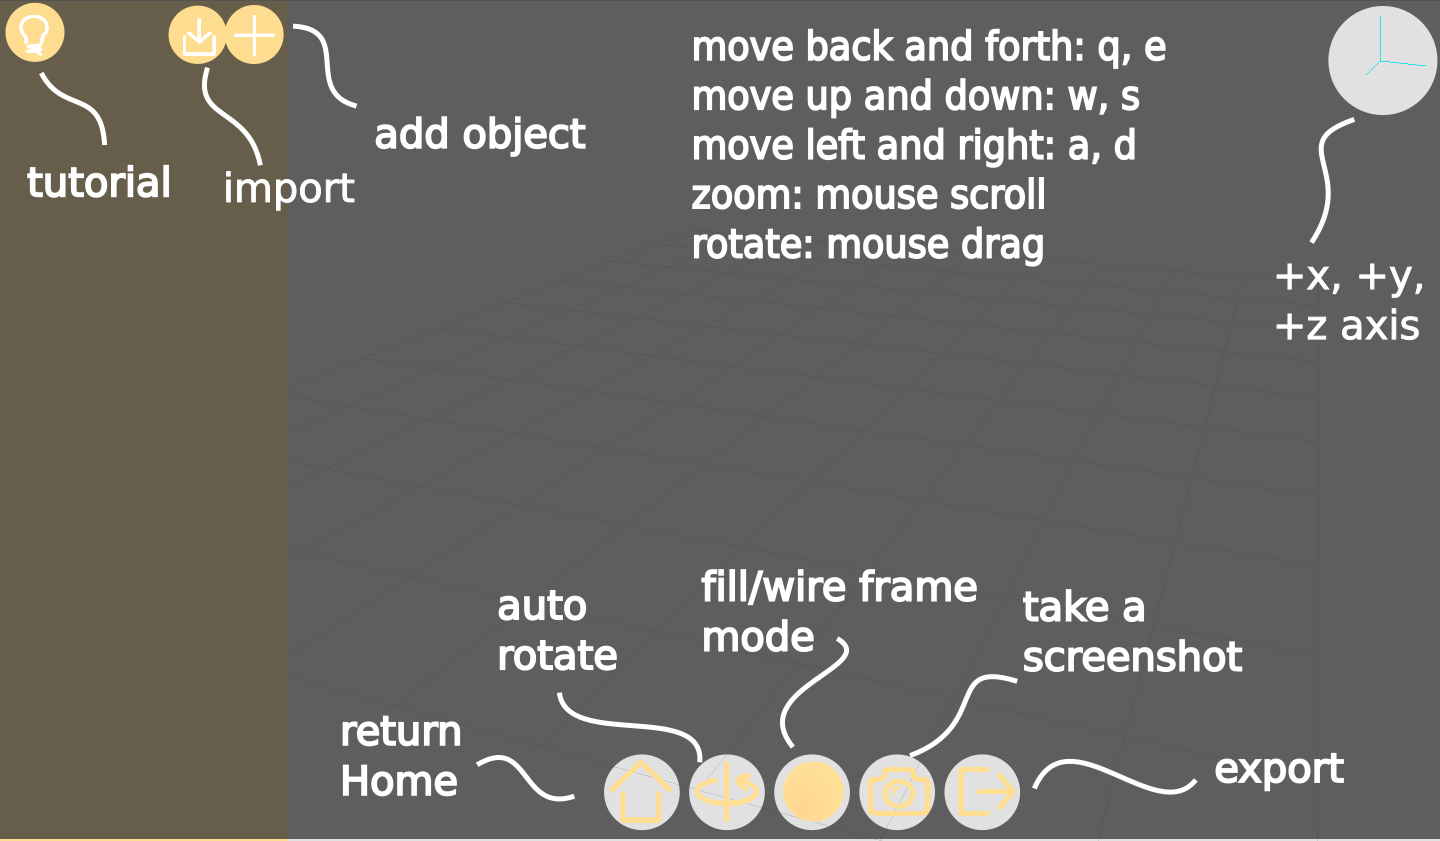 move back and forth: q, e
move up and down: w, s
move left and right: a, d
zoom: mouse scroll
rotate: mouse drag
add object
tutorial
import
+x, +y,
+z axis
auto
rotate
fill/wire frame
mode
take a
screenshot
return
Home
export